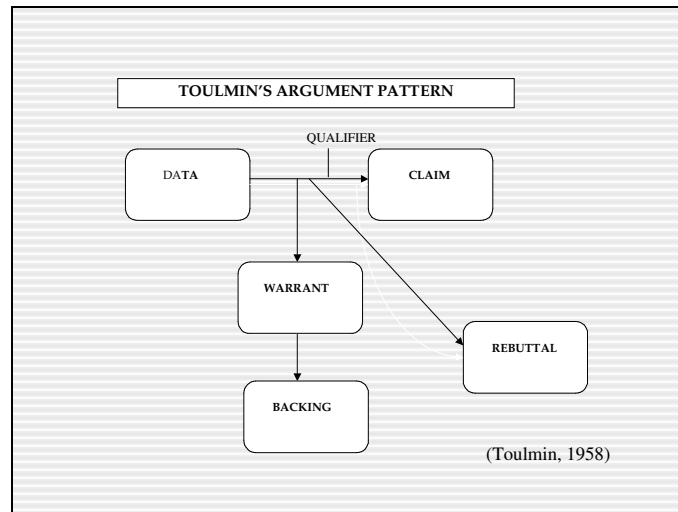 TOULMIN'S ARGUMENT PATTERN
QUALIFIER
DATA
CLAIM
WARRANT
REBUTTAL
BACKING
(Toulmin, 1958)